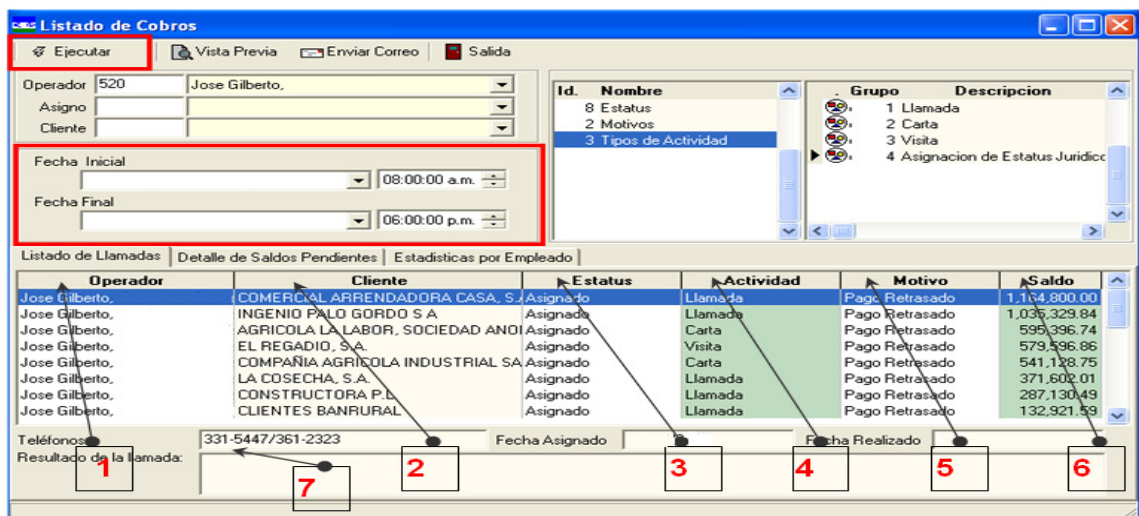 Listado de Cobros
Ejecutar Vista Previa Enviar Correo Salida
Operador 520 Jose Gilberto,
Asigno
Cliente
Fecha Inicial
08:00:00 a.m.
Fecha Final
06:00:00 p.m.
Id. Nombre
8 Estatus
2 Motivos
3 Tipos de Actividad
. Grupo Descripcion
1 Llamada
2 Carta
3 Visita
4 Asignacion de Estatus Juridicc
Listado de Llamadas Detalle de Saldos Pendientes Estadisticas por Empleado
Operador Cliente Estatus Actividad Motivo Saldo
Jose Gilberto, COMERCIAL ARRENDADORA CASA, S. Asignado Llamada Pago Retrasado 1,164,800.00
Jose Gilberto, INGENIO PALO GORDO S A Asignado Llamada Pago Retrasado 1,035,329.84
Jose Gilberto, AGRICOLA LA LABOR, SOCIEDAD ANOI Asignado Carta Pago Retrasado 595,396.74
Jose Gilberto, EL REGADIO, S.A. Asignado Visita Pago Retrasado 579,596.86
Jose Gilberto, COMPAÑIA AGRICOLA INDUSTRIAL SA Asignado Carta Pago Retrasado 541,128.75
Jose Gilberto, LA COSECHA, S.A. Asignado Llamada Pago Retrasado 371,602.01
Jose Gilberto, CONSTRUCTORA P.L Asignado Llamada Pago Retrasado 287,130.49
Jose Gilberto, CLIENTES BANRURAL Asignado Llamada Pago Retrasado 132,921.59
Teléfonos 331-5447/361-2323 Fecha Asignado Fecha Realizado
Resultado de la llamada:
1 7 2 3 4 5 6